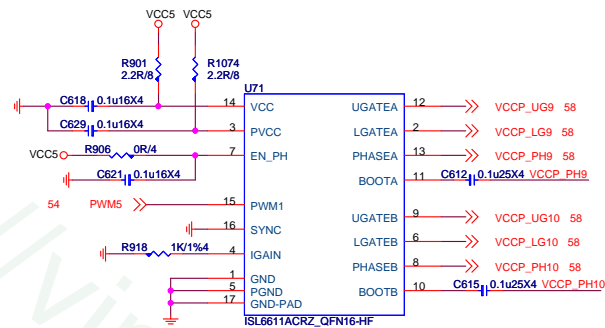 VCC5 VCC5
R901 R1074
2.2R/8 2.2R/8
U71
C618 0.1u16X4 14 VCC UGATEA 12 VCCP_UG9 58
C629 0.1u16X4 3 PVCC LGATEA 2 VCCP_LG9 58
VCC5 R906 0R/4 7 EN_PH PHASEA 13 VCCP_PH9 58
C621 0.1u16X4 BOOTA 11 C612 0.1u25X4 VCCP_PH9
54 PWM5 15 PWM1
16 SYNC UGATEB 9 VCCP_UG10 58
R918 1K/1%4 4 IGAIN LGATEB 6 VCCP_LG10 58
1 GND PHASEB 8 VCCP_PH10 58
5 PGND
17 GND-PAD BOOTB 10 C615 0.1u25X4 VCCP_PH10
ISL6611ACRZ_QFN16-HF